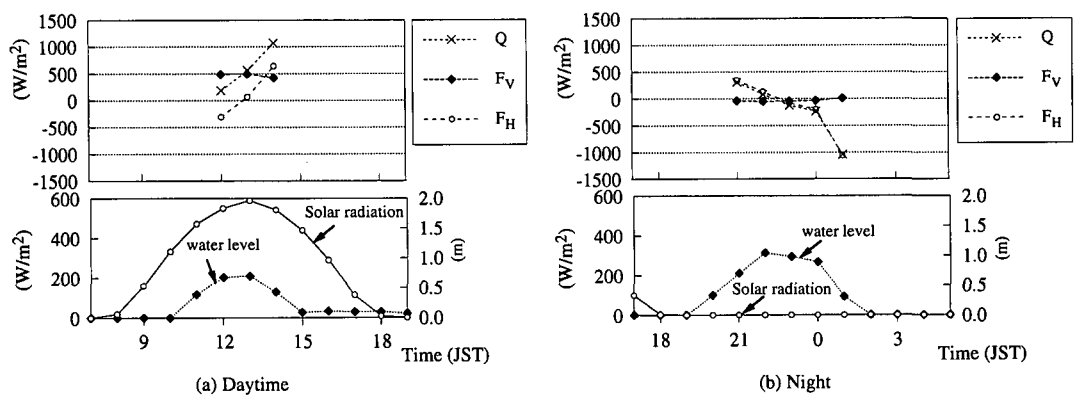 1500
1000
500
0
-500
-1000
-1500
(W/m²)
Q
F_V
F_H
600
400
200
0
(W/m²)
2.0
1.5
1.0
0.5
0.0
(m)
Solar radiation
water level
9
12
15
18
Time (JST)
(a) Daytime
1500
1000
500
0
-500
-1000
-1500
(W/m²)
Q
F_V
F_H
600
400
200
0
(W/m²)
2.0
1.5
1.0
0.5
0.0
(m)
water level
Solar radiation
18
21
0
3
Time (JST)
(b) Night